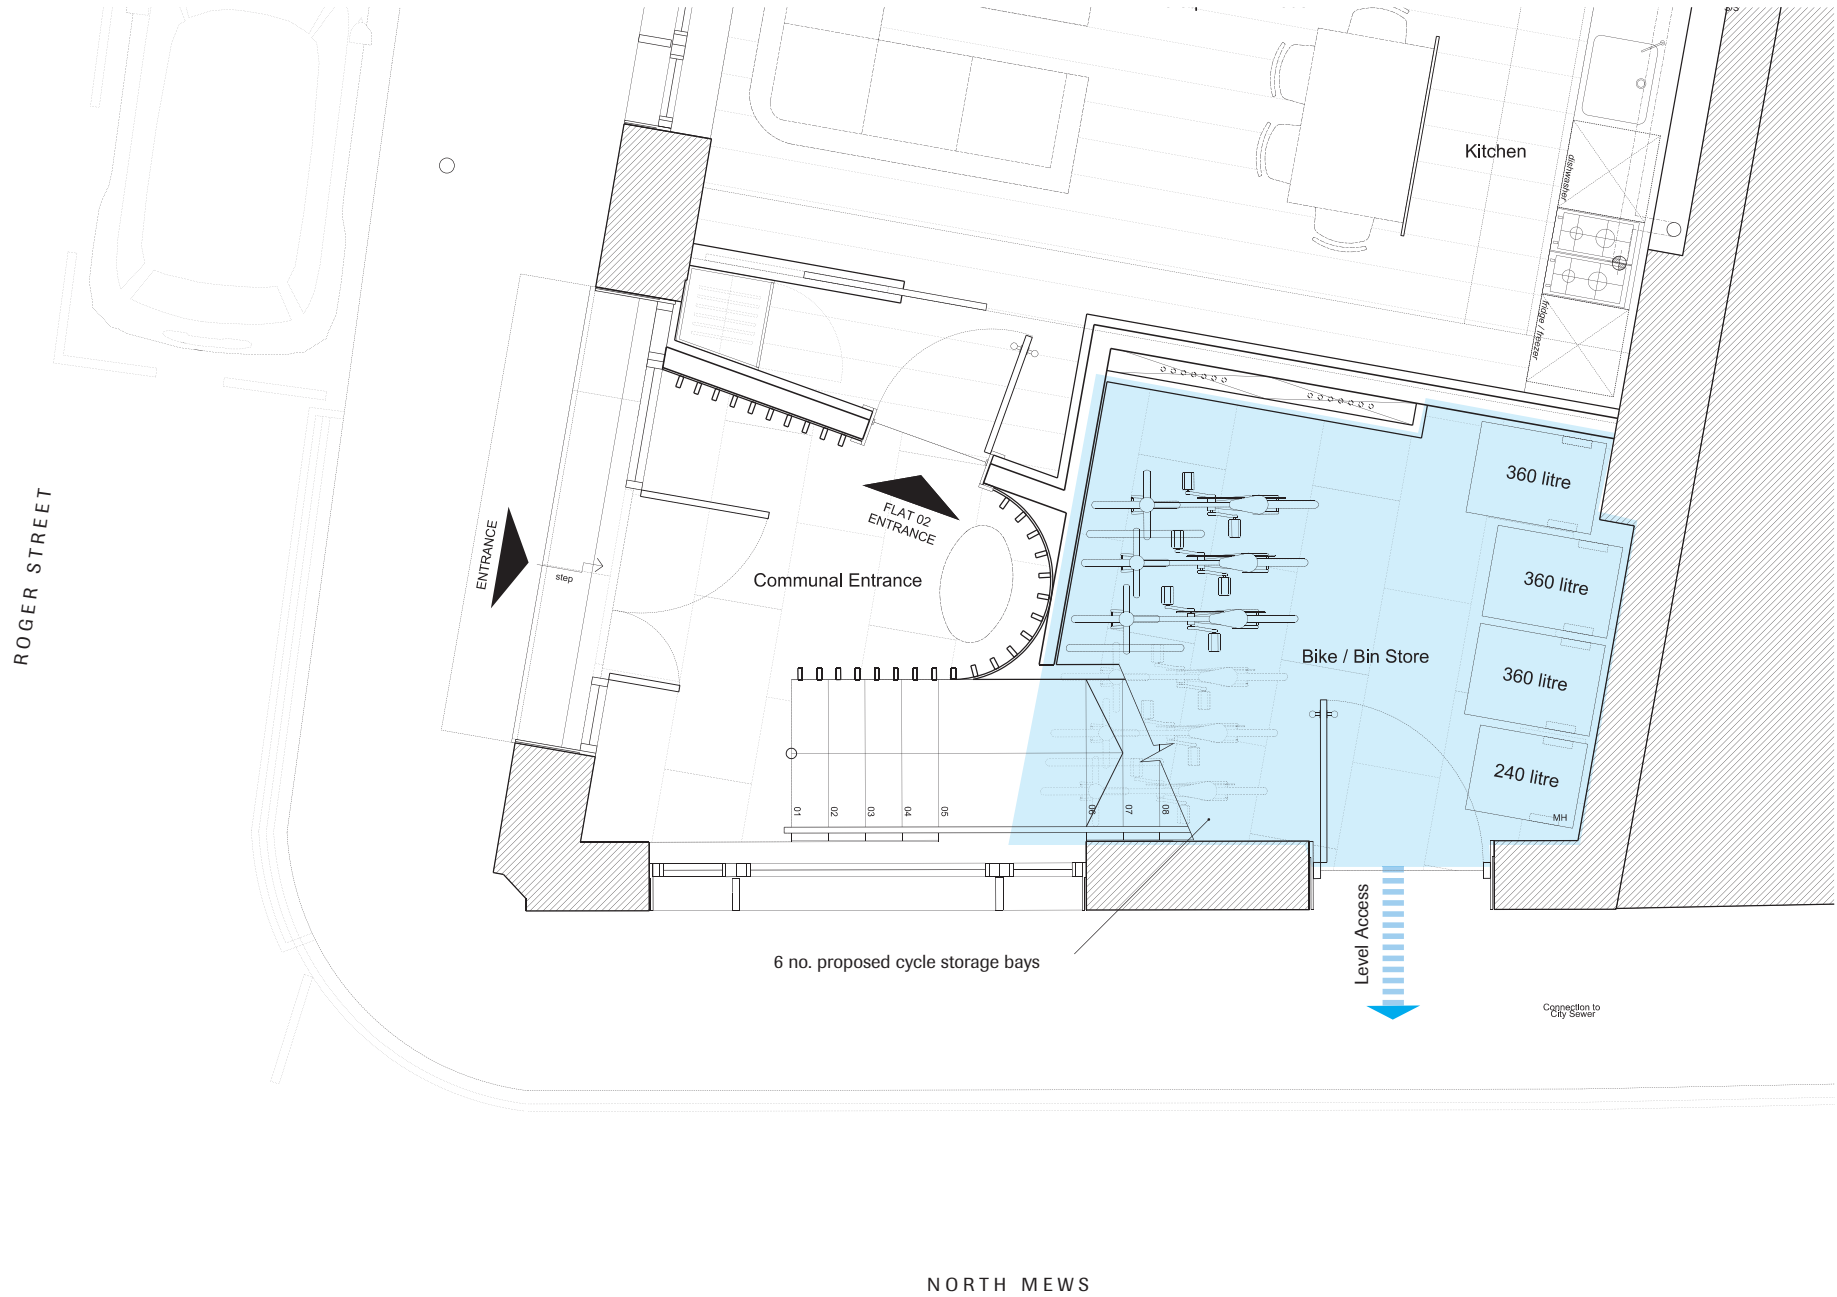 Kitchen
dishwasher
fridge / freezer
ROGER STREET
ENTRANCE
step
FLAT 02
ENTRANCE
Communal Entrance
360 litre
360 litre
360 litre
240 litre
MH
Bike / Bin Store
01
02
03
04
05
06
07
08
6 no. proposed cycle storage bays
Level Access
Connection to
City Sewer
NORTH MEWS